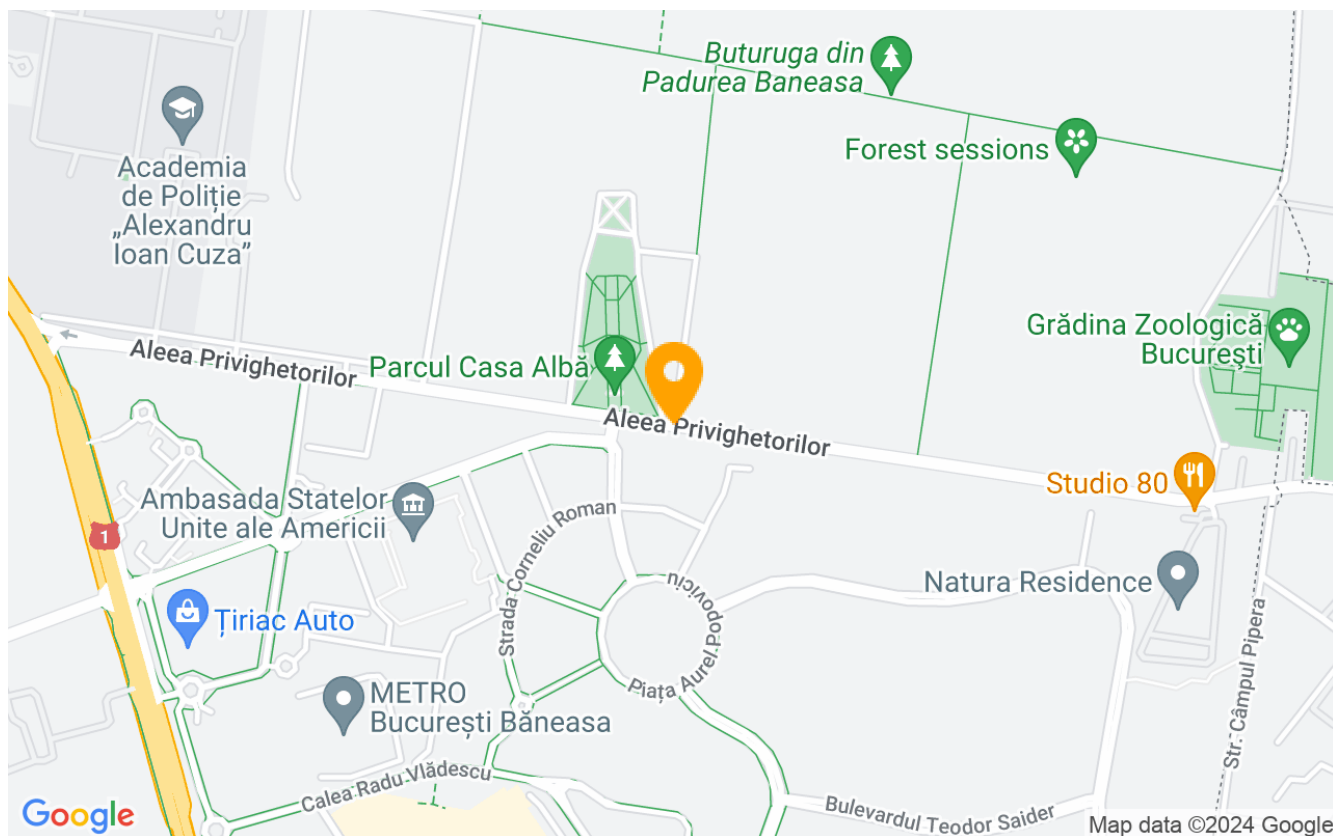 Buturuga din
Padurea Baneasa
Forest sessions
Academia
de Poliție
„Alexandru
Ioan Cuza”
Grădina Zoologică
Bucureşti
Aleea Privighetorilor
Parcul Casa Albă
Aleea Privighetorilor
Studio 80
Ambasada Statelor
Unite ale Americii
1
Strada Corneliu Roman
Natura Residence
Țiriac Auto
Piața Aurel Popoviciu
Str. Câmpul Pipera
METRO
București Băneasa
Calea Radu Vlădescu
Bulevardul Teodor Saider
Google
Map data ©2024 Google